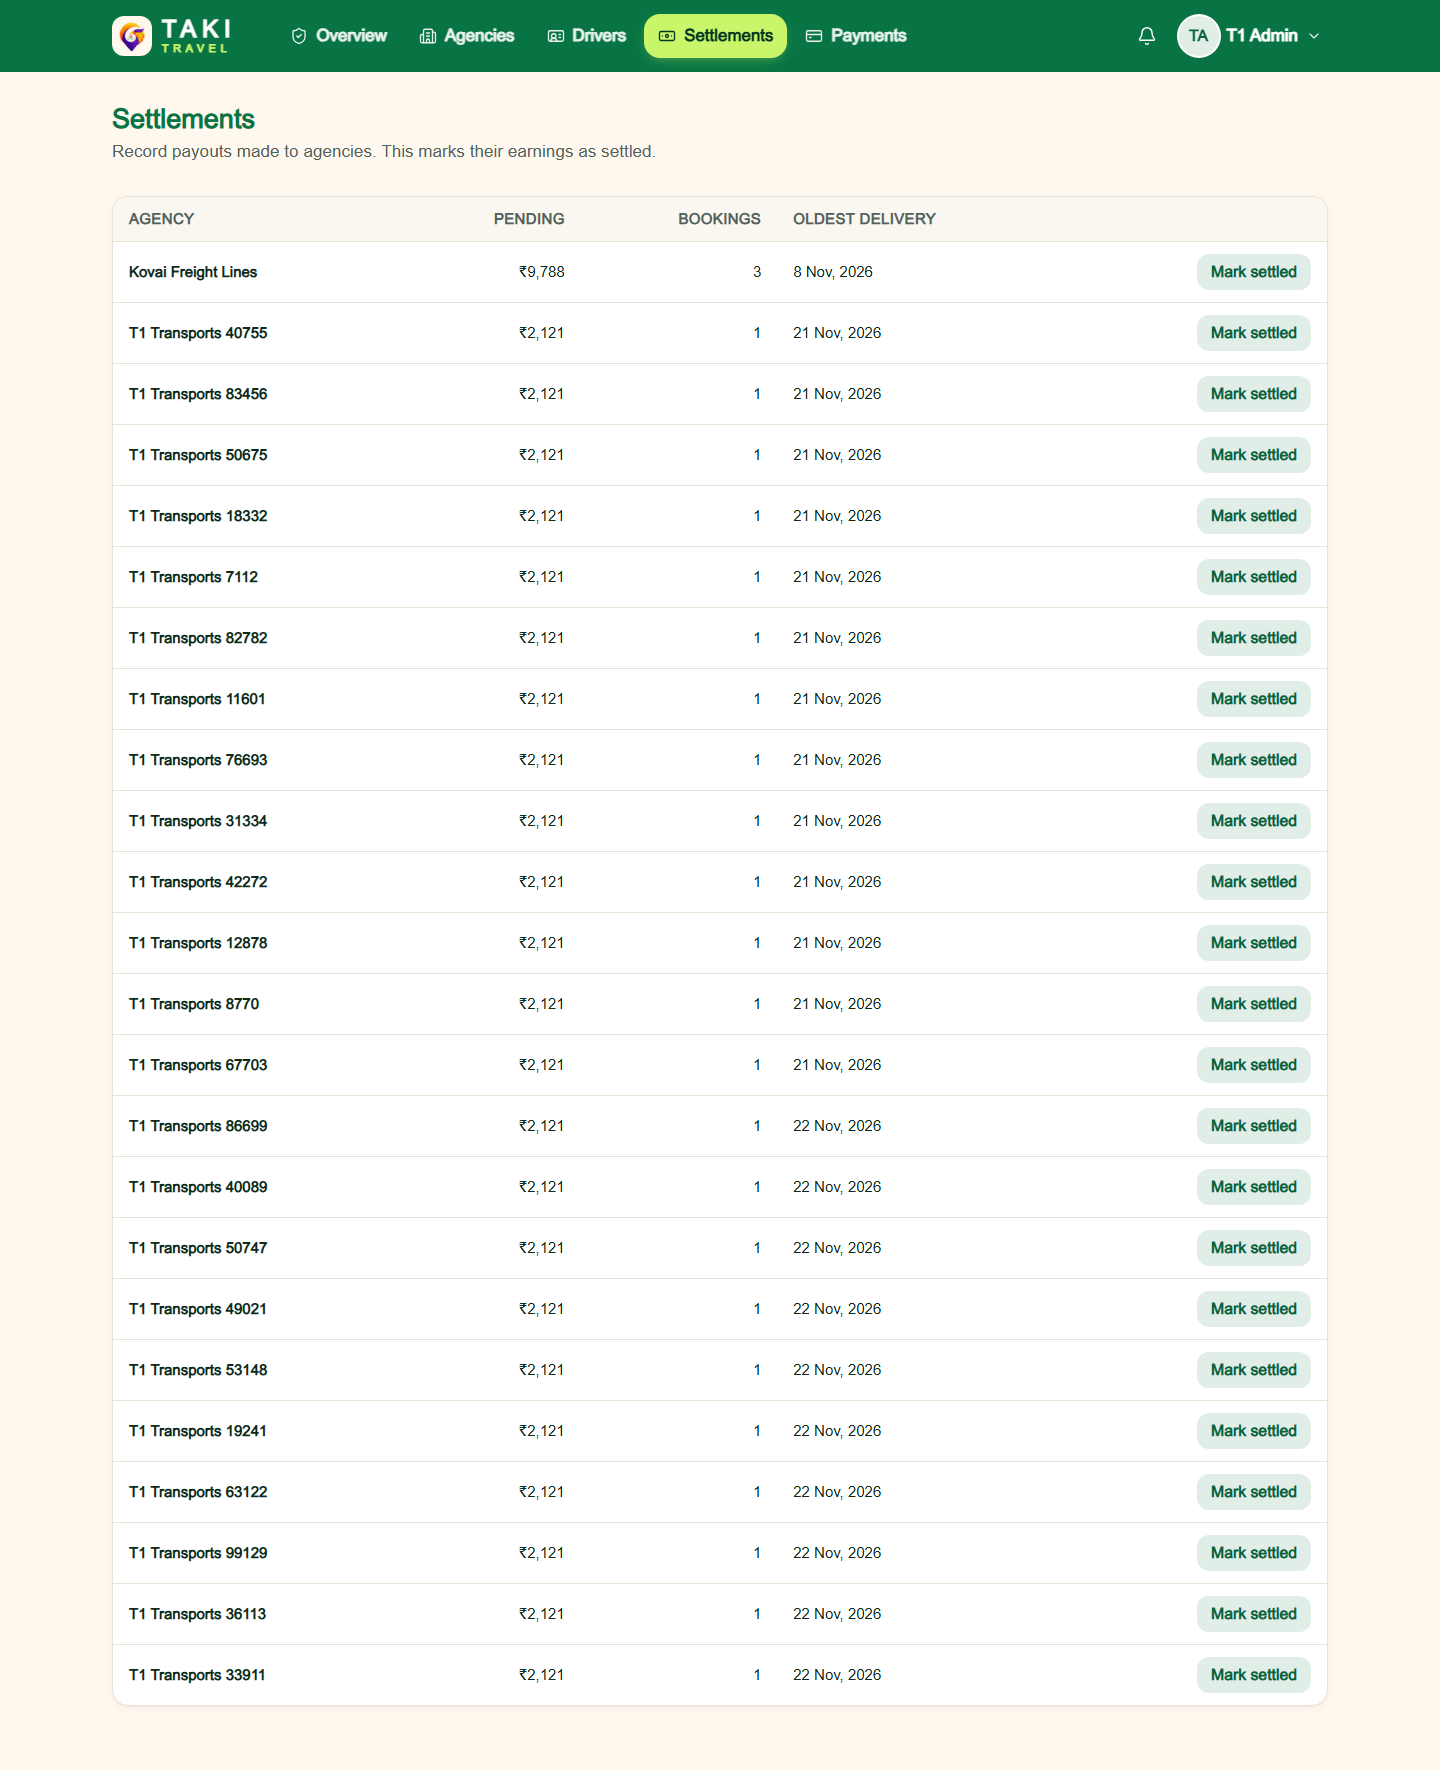 TAKI
TRAVEL
Overview Agencies Drivers Settlements Payments TA T1 Admin
Settlements
Record payouts made to agencies. This marks their earnings as settled.
AGENCY PENDING BOOKINGS OLDEST DELIVERY
Kovai Freight Lines ₹9,788 3 8 Nov, 2026 Mark settled
T1 Transports 40755 ₹2,121 1 21 Nov, 2026 Mark settled
T1 Transports 83456 ₹2,121 1 21 Nov, 2026 Mark settled
T1 Transports 50675 ₹2,121 1 21 Nov, 2026 Mark settled
T1 Transports 18332 ₹2,121 1 21 Nov, 2026 Mark settled
T1 Transports 7112 ₹2,121 1 21 Nov, 2026 Mark settled
T1 Transports 82782 ₹2,121 1 21 Nov, 2026 Mark settled
T1 Transports 11601 ₹2,121 1 21 Nov, 2026 Mark settled
T1 Transports 76693 ₹2,121 1 21 Nov, 2026 Mark settled
T1 Transports 31334 ₹2,121 1 21 Nov, 2026 Mark settled
T1 Transports 42272 ₹2,121 1 21 Nov, 2026 Mark settled
T1 Transports 12878 ₹2,121 1 21 Nov, 2026 Mark settled
T1 Transports 8770 ₹2,121 1 21 Nov, 2026 Mark settled
T1 Transports 67703 ₹2,121 1 21 Nov, 2026 Mark settled
T1 Transports 86699 ₹2,121 1 22 Nov, 2026 Mark settled
T1 Transports 40089 ₹2,121 1 22 Nov, 2026 Mark settled
T1 Transports 50747 ₹2,121 1 22 Nov, 2026 Mark settled
T1 Transports 49021 ₹2,121 1 22 Nov, 2026 Mark settled
T1 Transports 53148 ₹2,121 1 22 Nov, 2026 Mark settled
T1 Transports 19241 ₹2,121 1 22 Nov, 2026 Mark settled
T1 Transports 63122 ₹2,121 1 22 Nov, 2026 Mark settled
T1 Transports 99129 ₹2,121 1 22 Nov, 2026 Mark settled
T1 Transports 36113 ₹2,121 1 22 Nov, 2026 Mark settled
T1 Transports 33911 ₹2,121 1 22 Nov, 2026 Mark settled